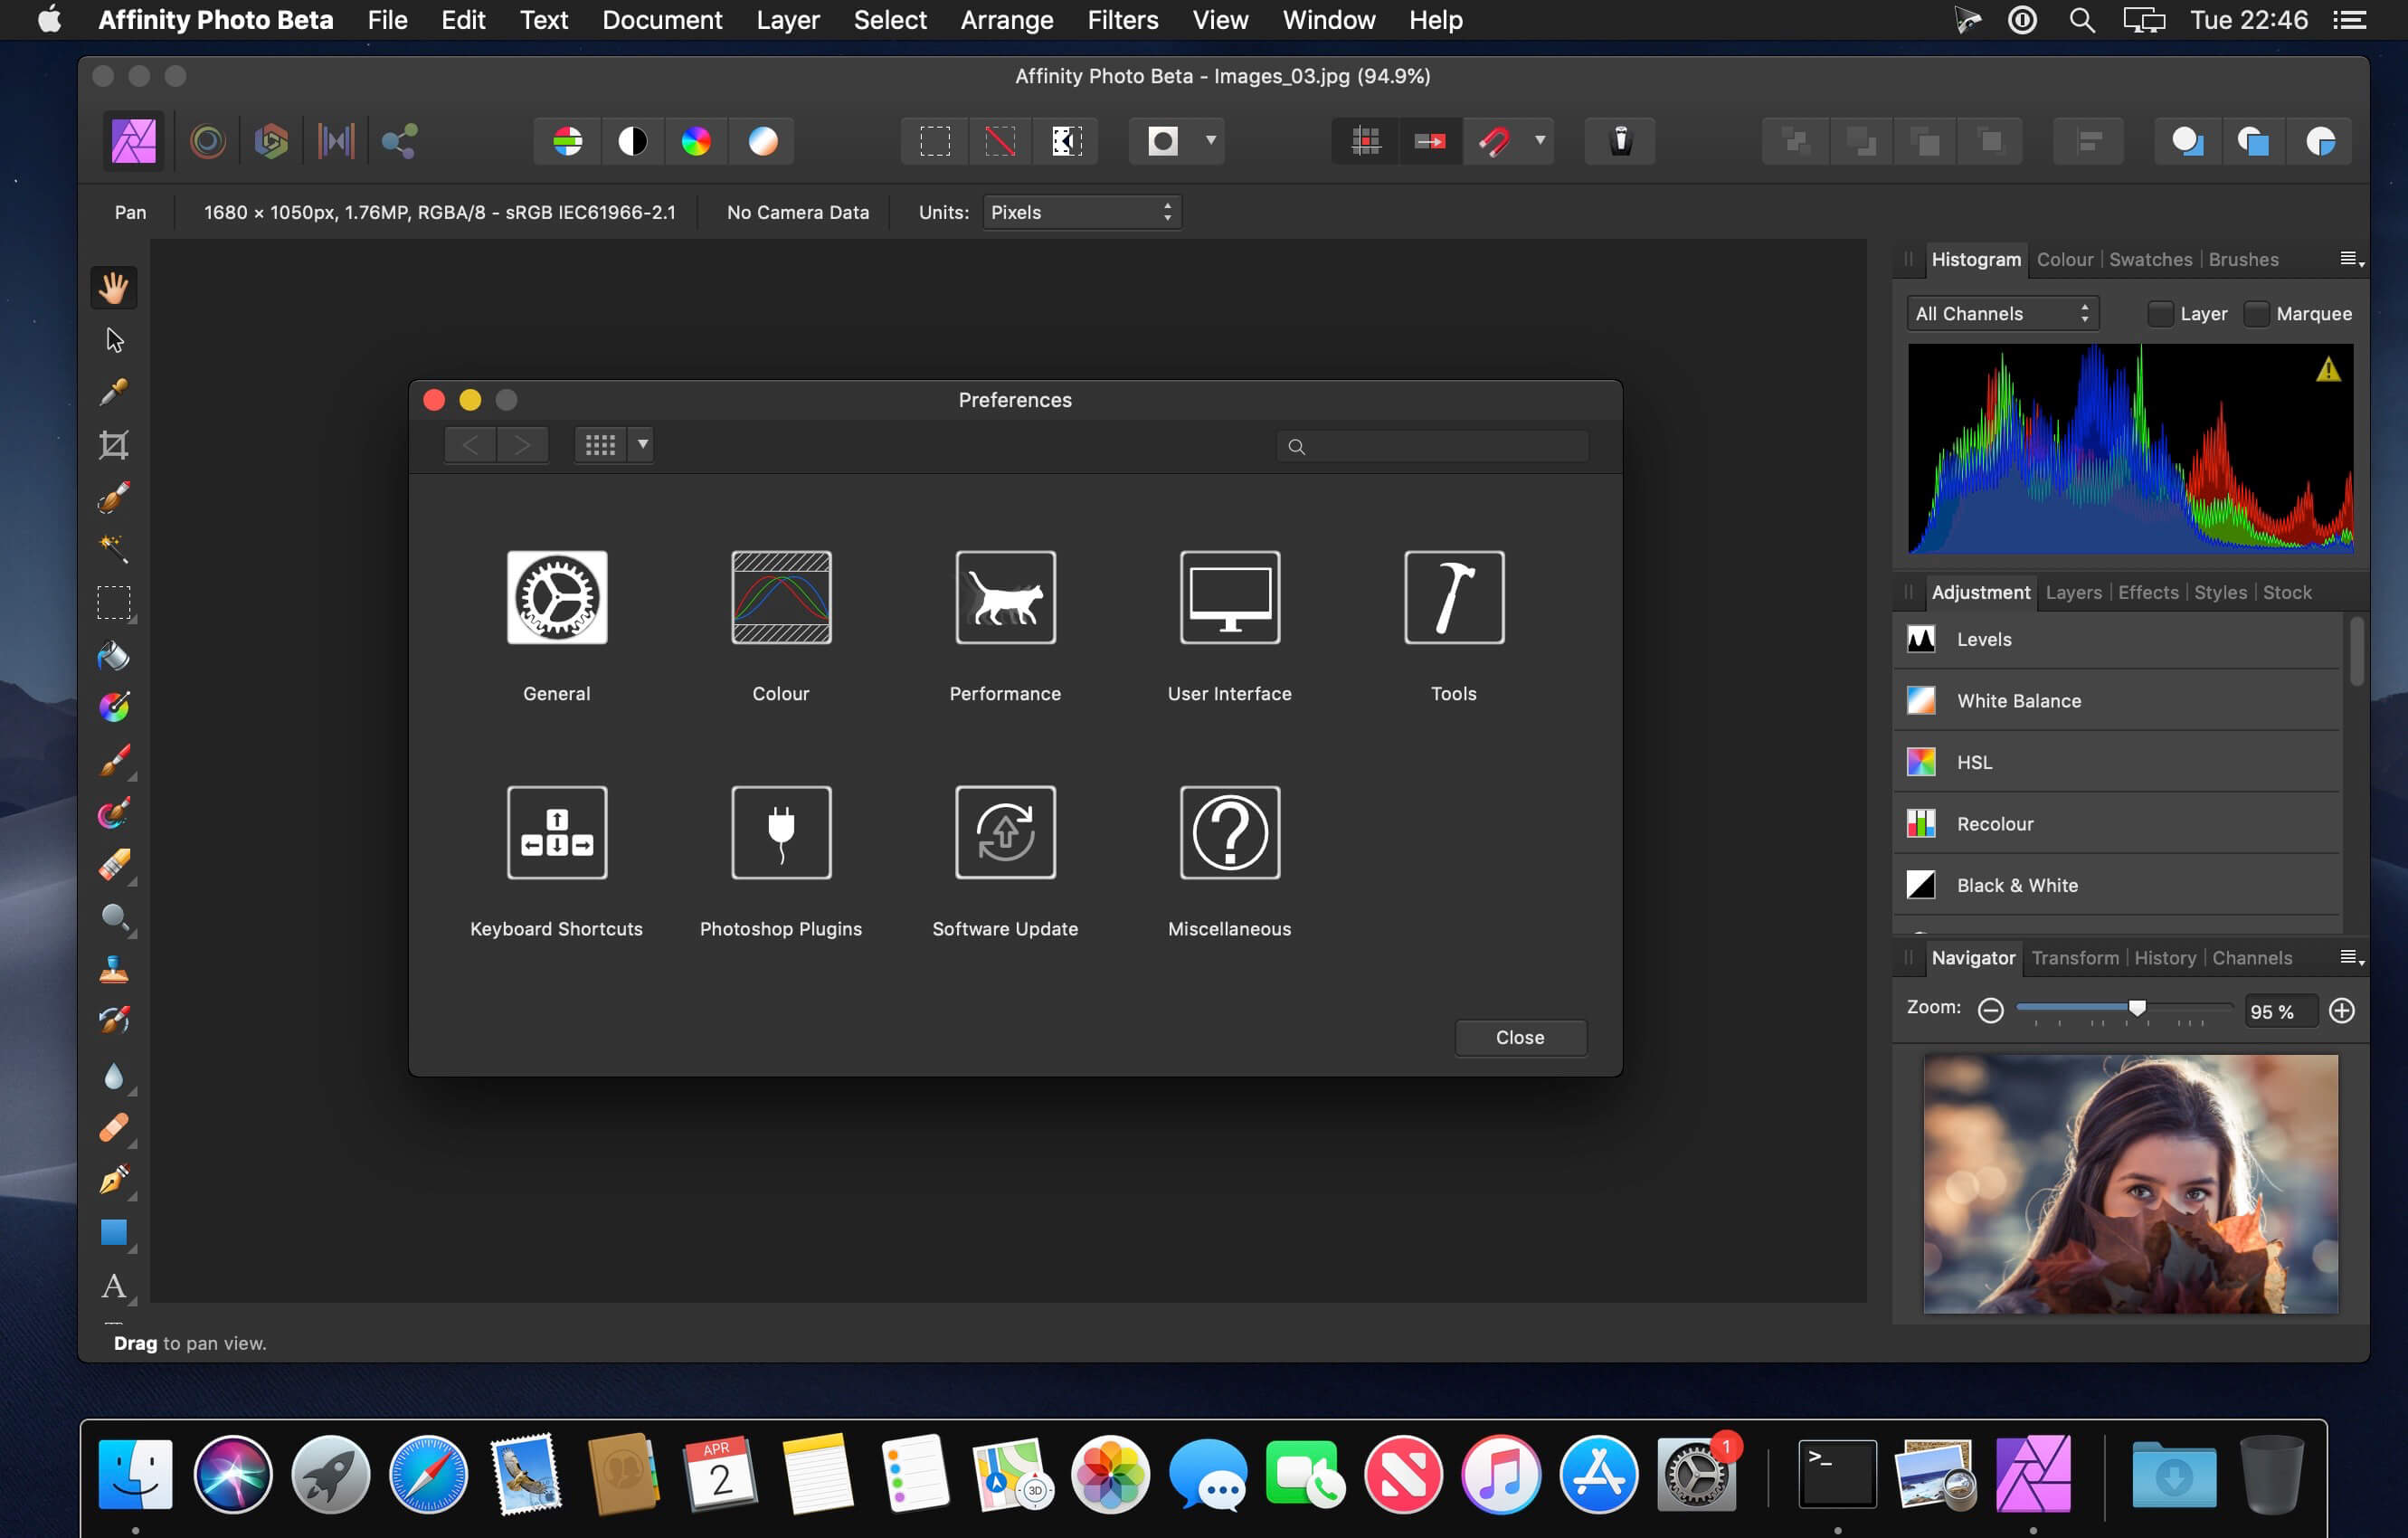 Affinity Photo Beta File Edit Text Document Layer Select Arrange Filters View Window Help Tue 22:46
Affinity Photo Beta - Images_03.jpg (94.9%)
Pan 1680 × 1050px, 1.76MP, RGBA/8 - sRGB IEC61966-2.1 No Camera Data Units: Pixels
Histogram Colour Swatches Brushes
All Channels Layer Marquee
Preferences
General Colour Performance User Interface Tools
Keyboard Shortcuts Photoshop Plugins Software Update Miscellaneous
Close
Adjustment Layers Effects Styles Stock
Levels
White Balance
HSL
Recolour
Black & White
Navigator Transform History Channels
Zoom: 95 %
A
Drag to pan view.
APR
2
3D
1
>_